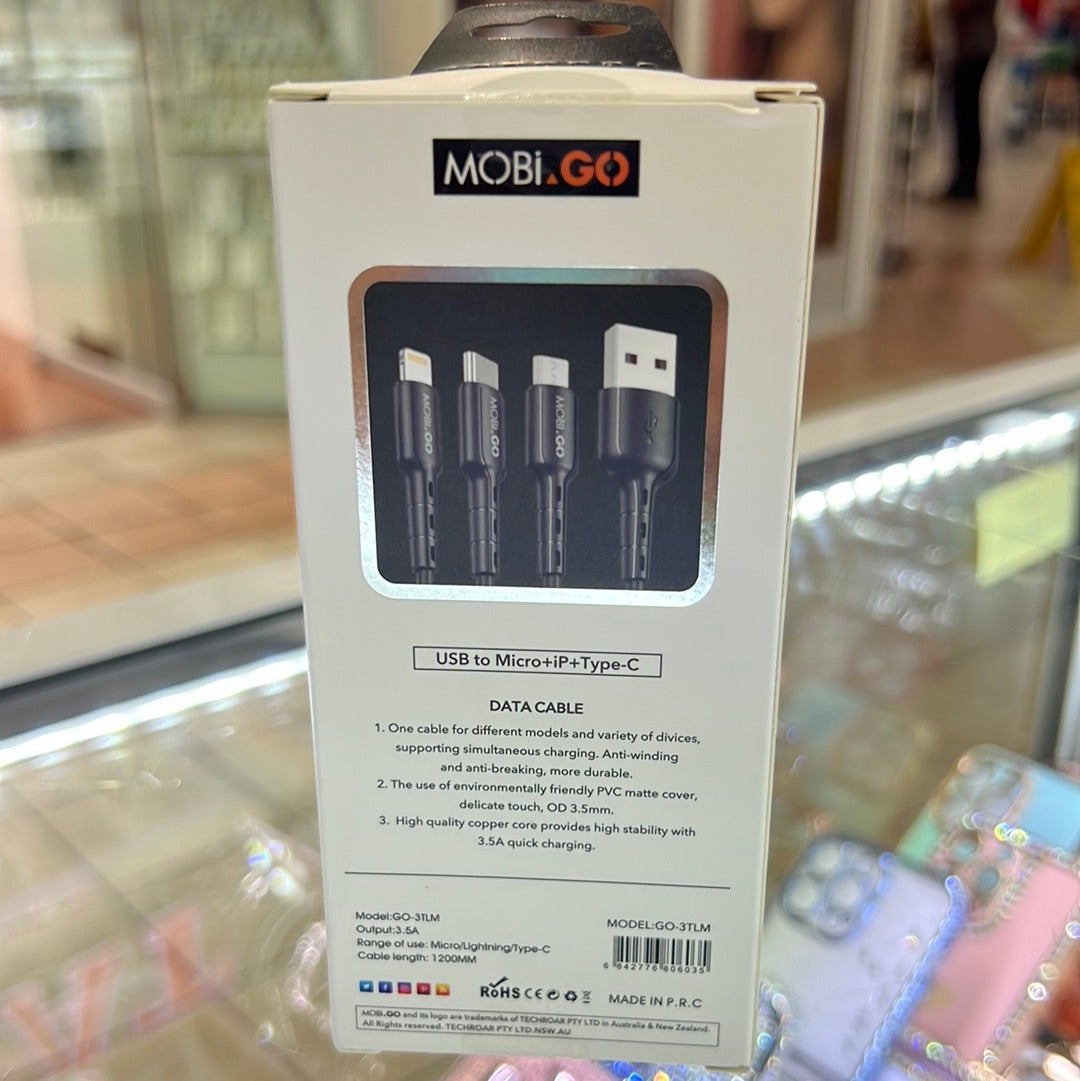 MOBi.GO
MOBi.GO
MOBi.GO
MOBi.GO
USB to Micro+iP+Type-C
DATA CABLE
1. One cable for different models and variety of divices,
supporting simultaneous charging. Anti-winding
and anti-breaking, more durable.
2. The use of environmentally friendly PVC matte cover,
delicate touch, OD 3.5mm.
3. High quality copper core provides high stability with
3.5A quick charging.
Model:GO-3TLM
Output:3.5A
Range of use: Micro/Lightning/Type-C
Cable length: 1200MM
MODEL:GO-3TLM
6 842776 806035
RoHS CE
MADE IN P.R.C
MOBi.GO and its logo are trademarks of TECHROAR PTY LTD in Australia & New Zealand.
All Rights reserved. TECHROAR PTY LTD.NSW.AU